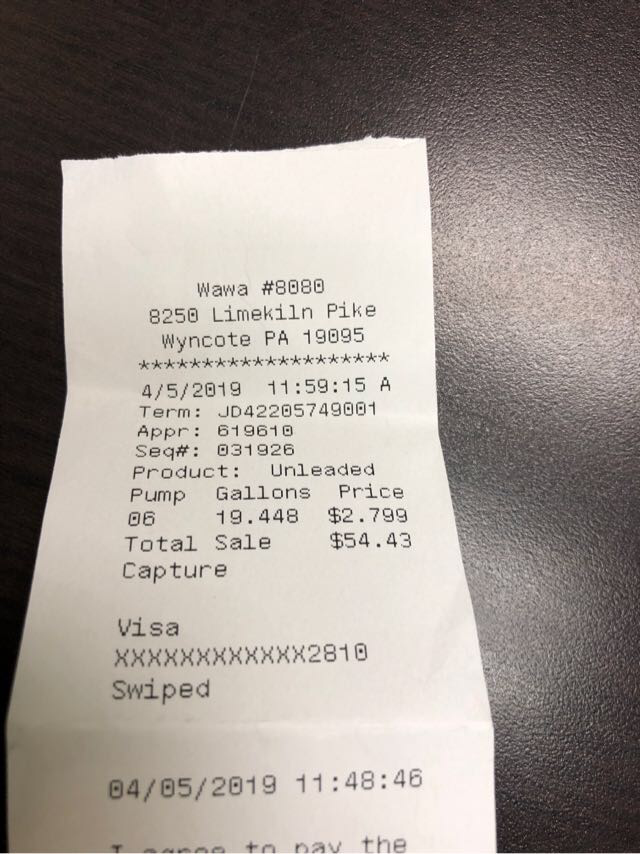 Wawa #8080
8250 Limekiln Pike
Wyncote PA 19095
********************
4/5/2019 11:59:15 A
Term: JD42205749001
Appr: 619610
Seq#: 031926
Product: Unleaded
Pump Gallons Price
06 19.448 $2.799
Total Sale $54.43
Capture
Visa
XXXXXXXXXXXX2810
Swiped
04/05/2019 11:48:46
I agree to pay the